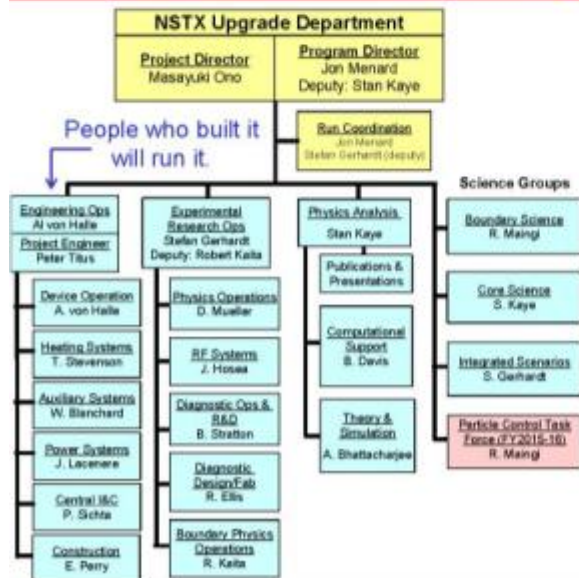 NSTX Upgrade Department
Project Director
Masayuki Ono
Program Director
Jon Menard
Deputy: Stan Kaye
People who built it
will run it.
Run Coordination
Jon Menard
Stefan Gerhardt (deputy)
Science Groups
Engineering Ops
Al von Halle
Project Engineer
Peter Titus
Device Operation
A. von Halle
Heating Systems
T. Stevenson
Auxiliary Systems
W. Blanchard
Power Systems
J. Lacenere
Central I&C
P. Sichta
Construction
E. Perry
Experimental
Research Ops
Stefan Gerhardt
Deputy: Robert Kaita
Physics Operations
D. Mueller
RF Systems
J. Hosea
Diagnostic Ops &
R&D
B. Stratton
Diagnostic
Design/Fab
R. Ellis
Boundary Physics
Operations
R. Kaita
Physics Analysis
Stan Kaye
Publications &
Presentations
Computational
Support
B. Davis
Theory &
Simulation
A. Bhattacharjee
Boundary Science
R. Maingi
Core Science
S. Kaye
Integrated Scenarios
S. Gerhardt
Particle Control Task
Force (FY2015-16)
R. Maingi